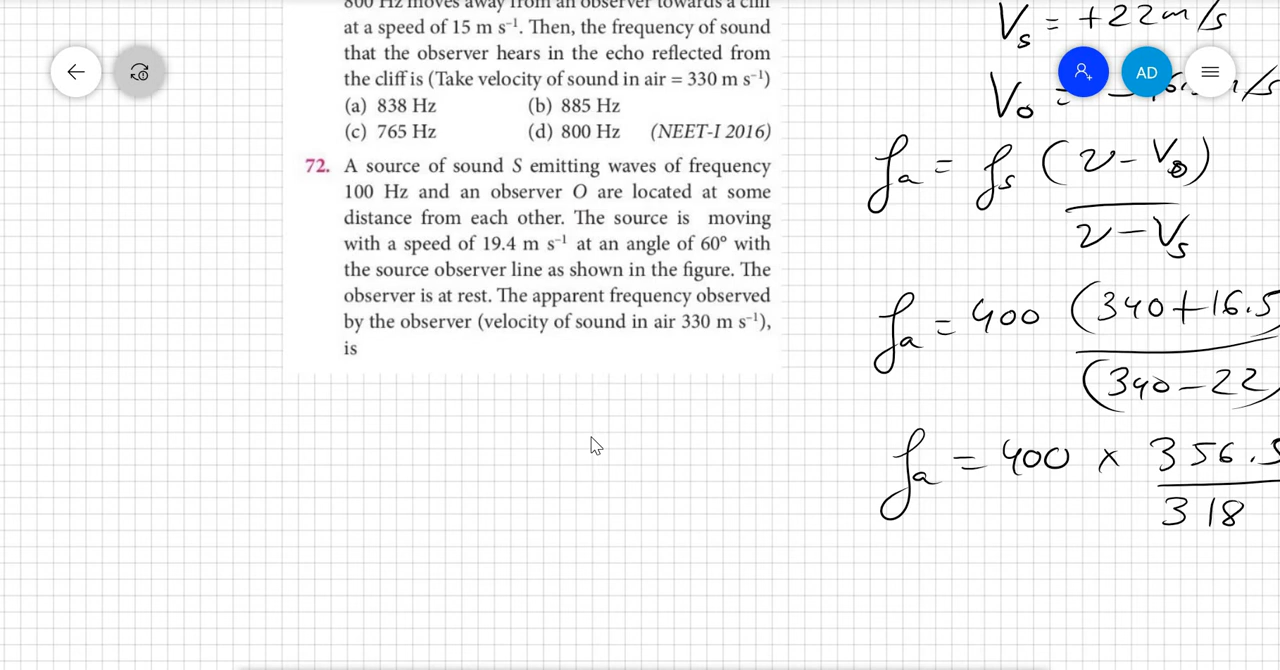 800 Hz moves away from an observer towards a cliff
at a speed of 15 m s⁻¹. Then, the frequency of sound
that the observer hears in the echo reflected from
the cliff is (Take velocity of sound in air = 330 m s⁻¹)
(a) 838 Hz (b) 885 Hz
(c) 765 Hz (d) 800 Hz (NEET-I 2016)
72. A source of sound S emitting waves of frequency
100 Hz and an observer O are located at some
distance from each other. The source is moving
with a speed of 19.4 m s⁻¹ at an angle of 60° with
the source observer line as shown in the figure. The
observer is at rest. The apparent frequency observed
by the observer (velocity of sound in air 330 m s⁻¹),
is
Vs = +22 m/s
AD
Vo = m/s
fa = fs (v - Vo)
v - Vs
fa = 400 (340 + 16.5
(340 - 22)
fa = 400 × 356.5
318